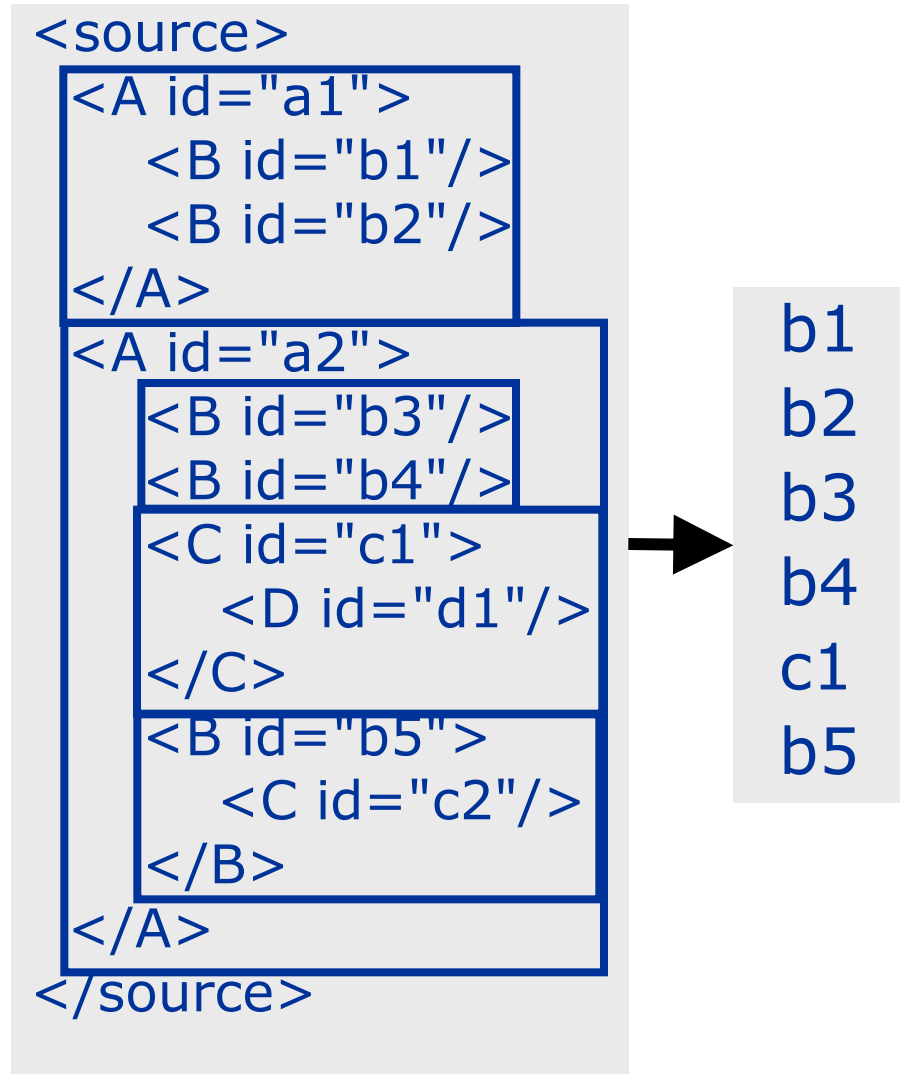 <source>
<A id="a1">
<B id="b1"/>
<B id="b2"/>
</A>
<A id="a2">
<B id="b3"/>
<B id="b4"/>
<C id="c1">
<D id="d1"/>
</C>
<B id="b5">
<C id="c2"/>
</B>
</A>
</source>
b1
b2
b3
b4
c1
b5